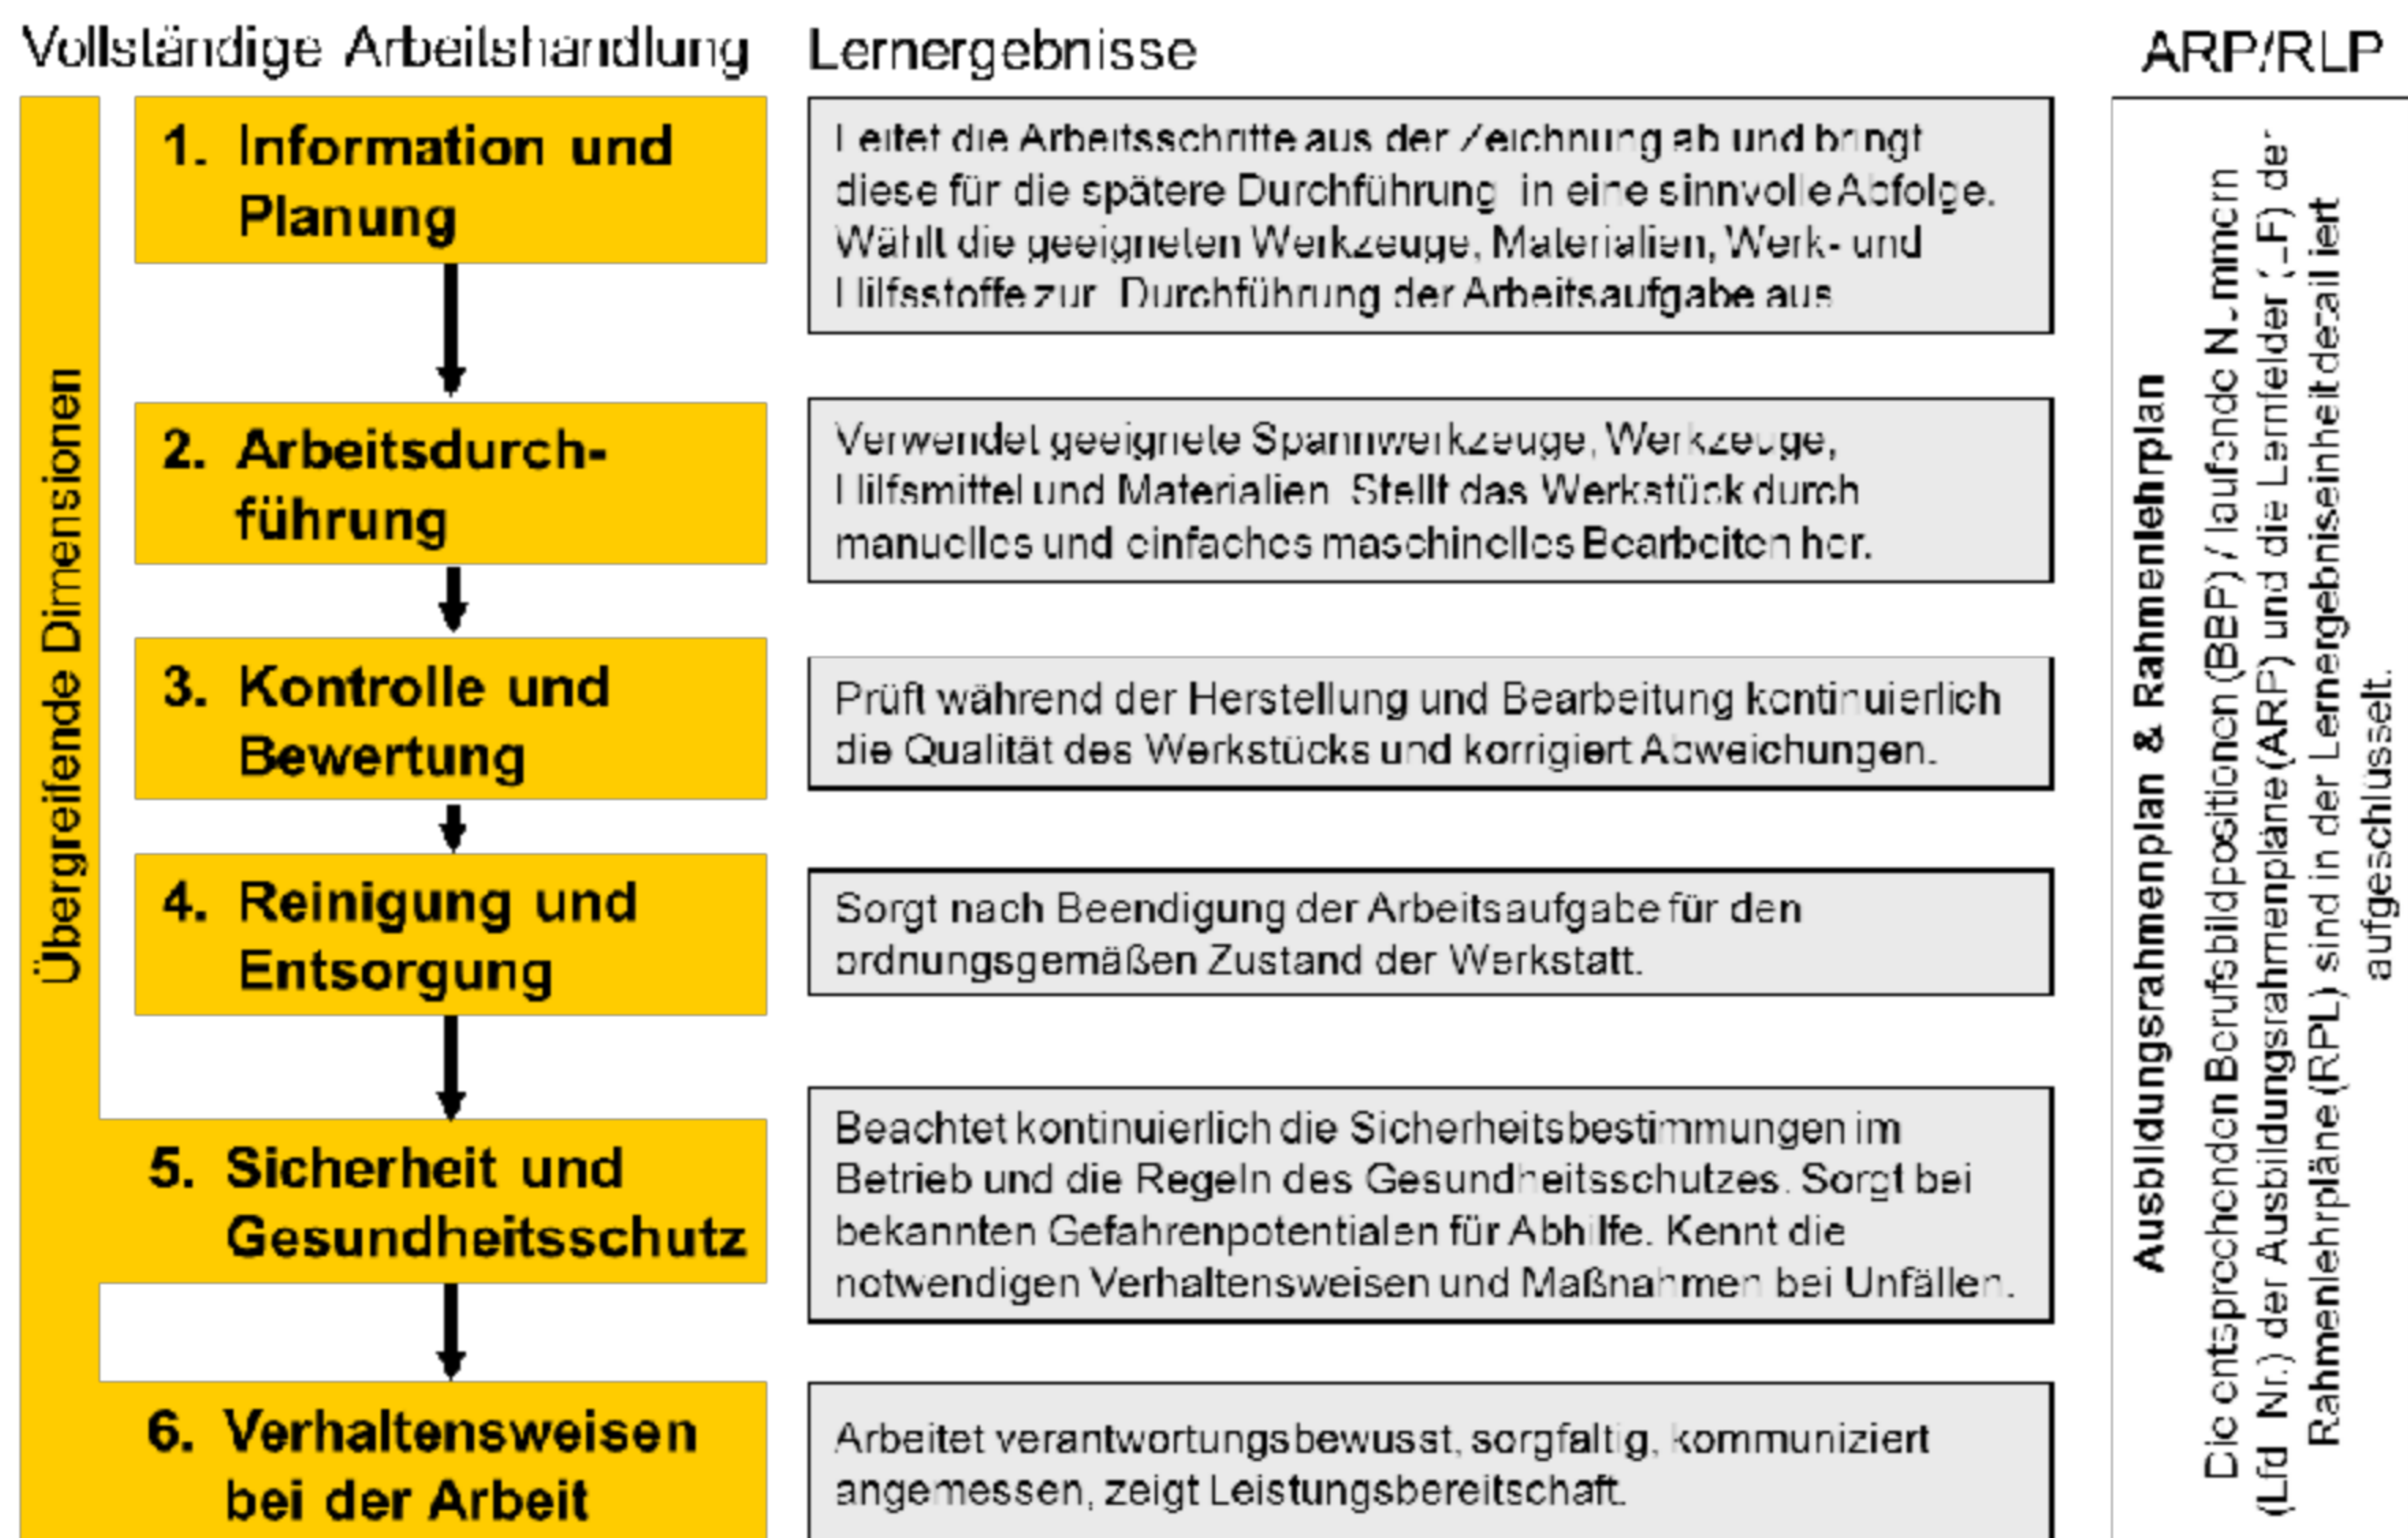 Vollständige Arbeitshandlung
Lernergebnisse
ARP/RLP
Übergreifende Dimensionen
1. Information und
Planung
Leitet die Arbeitsschritte aus der Zeichnung ab und bringt
diese für die spätere Durchführung in eine sinnvolle Abfolge.
Wählt die geeigneten Werkzeuge, Materialien, Werk- und
Hilfsstoffe zur Durchführung der Arbeitsaufgabe aus
2. Arbeitsdurch-
führung
Verwendet geeignete Spannwerkzeuge, Werkzeuge,
Hilfsmittel und Materialien. Stellt das Werkstück durch
manuelles und einfaches maschinelles Bearbeiten her.
3. Kontrolle und
Bewertung
Prüft während der Herstellung und Bearbeitung kontinuierlich
die Qualität des Werkstücks und korrigiert Abweichungen.
4. Reinigung und
Entsorgung
Sorgt nach Beendigung der Arbeitsaufgabe für den
ordnungsgemäßen Zustand der Werkstatt.
5. Sicherheit und
Gesundheitsschutz
Beachtet kontinuierlich die Sicherheitsbestimmungen im
Betrieb und die Regeln des Gesundheitsschutzes. Sorgt bei
bekannten Gefahrenpotentialen für Abhilfe. Kennt die
notwendigen Verhaltensweisen und Maßnahmen bei Unfällen.
6. Verhaltensweisen
bei der Arbeit
Arbeitet verantwortungsbewusst, sorgfältig, kommuniziert
angemessen, zeigt Leistungsbereitschaft.
Ausbildungsrahmenplan & Rahmenlehrplan
Die entsprechenden Berufsbildpositionen (BBP) / laufende Nummern
(Lfd. Nr.) der Ausbildungsrahmenpläne (ARP) und die Lernfelder (LF) der
Rahmenlehrpläne (RPL) sind in der Lernergebniseinheit detailliert
aufgeschlüsselt.